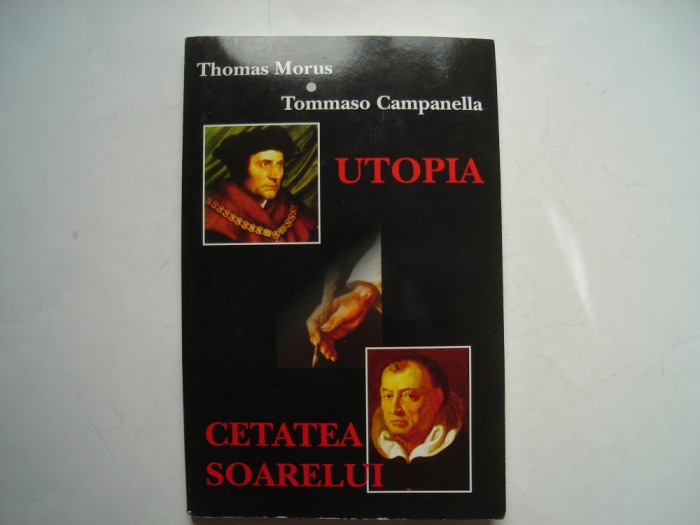 Thomas Morus
Tommaso Campanella
UTOPIA
CETATEA
SOARELUI